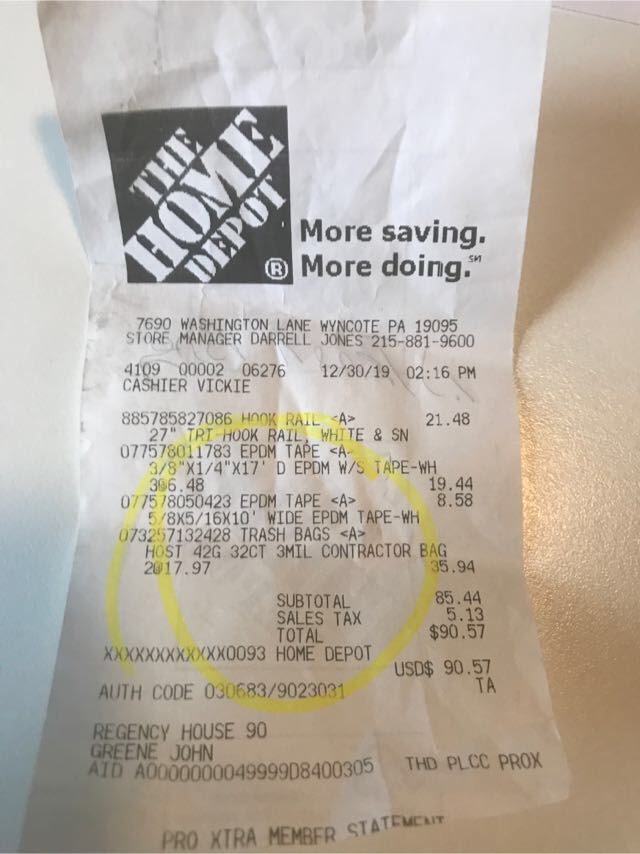 THE
HOME
DEPOT
®
More saving.
More doing.℠
7690 WASHINGTON LANE WYNCOTE PA 19095
STORE MANAGER DARRELL JONES 215-881-9600
4109 00002 06276 12/30/19 02:16 PM
CASHIER VICKIE
885785827086 HOOK RAIL <A> 21.48
27" TRI HOOK RAIL, WHITE & SN
077578011783 EPDM TAPE <A>
3/8"X1/4"X17' D EPDM W/S TAPE-WH
3@6.48 19.44
077578050423 EPDM TAPE <A> 8.58
5/8X5/16X10' WIDE EPDM TAPE-WH
073257132428 TRASH BAGS <A>
HDST 42G 32CT 3MIL CONTRACTOR BAG
2@17.97 35.94
SUBTOTAL 85.44
SALES TAX 5.13
TOTAL $90.57
XXXXXXXXXXXX0093 HOME DEPOT
USD$ 90.57
AUTH CODE 030683/9023031 TA
REGENCY HOUSE 90
GREENE JOHN
AID A0000000049999D8400305 THD PLCC PROX
PRO XTRA MEMBER STATEMENT